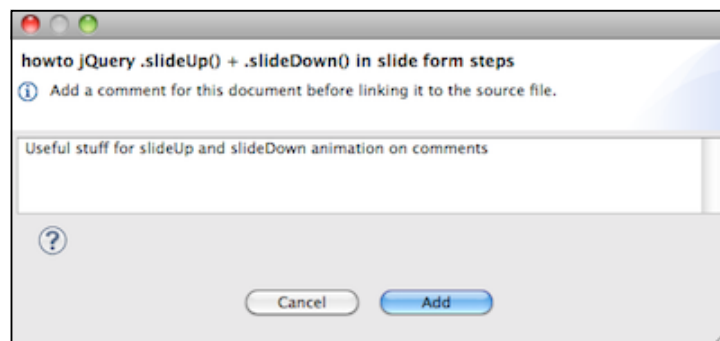 howto jQuery .slideUp() + .slideDown() in slide form steps
Add a comment for this document before linking it to the source file.
Useful stuff for slideUp and slideDown animation on comments
?
Cancel
Add